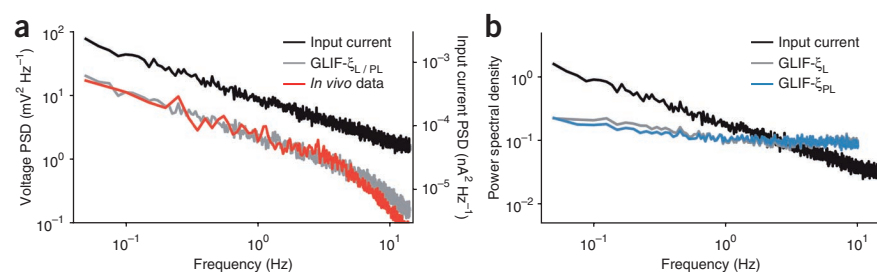 a
Voltage PSD (mV² Hz⁻¹)
10²
10¹
10⁰
10⁻¹
Input current
GLIF-ξL / PL
In vivo data
10⁻³
10⁻⁴
10⁻⁵
Input current PSD (nA² Hz⁻¹)
10⁻¹
10⁰
10¹
Frequency (Hz)
b
Power spectral density
10⁰
10⁻¹
10⁻²
Input current
GLIF-ξL
GLIF-ξPL
10⁻¹
10⁰
10¹
Frequency (Hz)